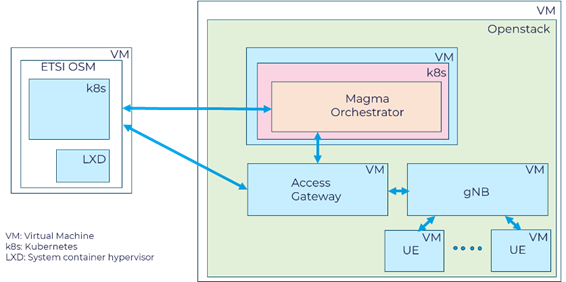 VM
ETSI OSM
k8s
LXD
VM: Virtual Machine
k8s: Kubernetes
LXD: System container hypervisor
VM
Openstack
VM
k8s
Magma
Orchestrator
VM
Access
Gateway
VM
gNB
VM
UE
VM
UE